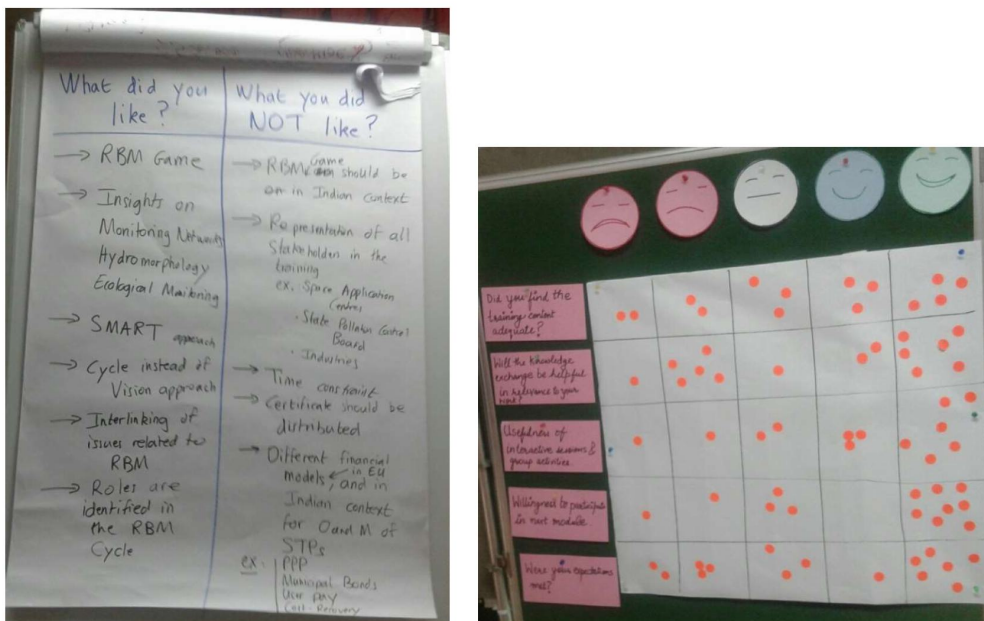 What did you
like?
→ RBM Game
→ Insights on
Monitoring Networks
Hydromorphology
Ecological Monitoring
→ SMART approach
→ Cycle instead of
Vision approach
→ Interlinking of
issues related to
RBM
→ Roles are
identified in
the RBM
Cycle
What you did
NOT like?
→ RBM Game should be
on in Indian context
→ Representation of all
Stakeholders in the
training
ex. Space Application
Centres
• State Pollution Control
Board
• Industries
→ Time constraint
→ Certificate should be
distributed
→ Different financial
models in EU
and in
Indian context
for O and M of
STPs
ex.
PPP
Municipal Bonds
User pay
Cost-Recovery
Did you find the
training content
adequate?
Will the knowledge
exchange be helpful
in relevance to your
Usefulness of
interactive sessions &
group activities
Willingness to participate
in next module
Were your expectations
met?